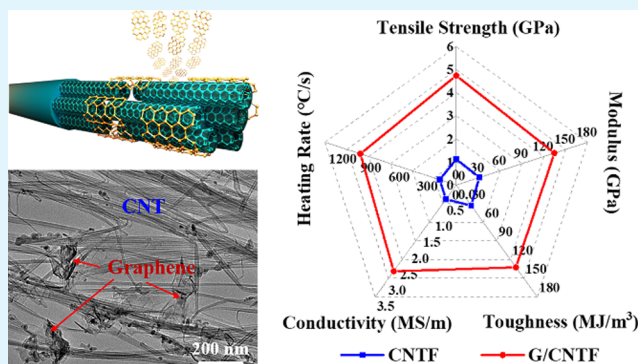 CNT
Graphene
200 nm
Tensile Strength (GPa)
6
5
4
3
2
1
0
Modulus (GPa)
180
150
120
90
60
30
Toughness (MJ/m³)
180
150
120
90
60
Conductivity (MS/m)
3.5
3.0
2.5
2.0
1.5
1.0
0.5
Heating Rate (°C/s)
1200
900
600
300
CNTF
G/CNTF